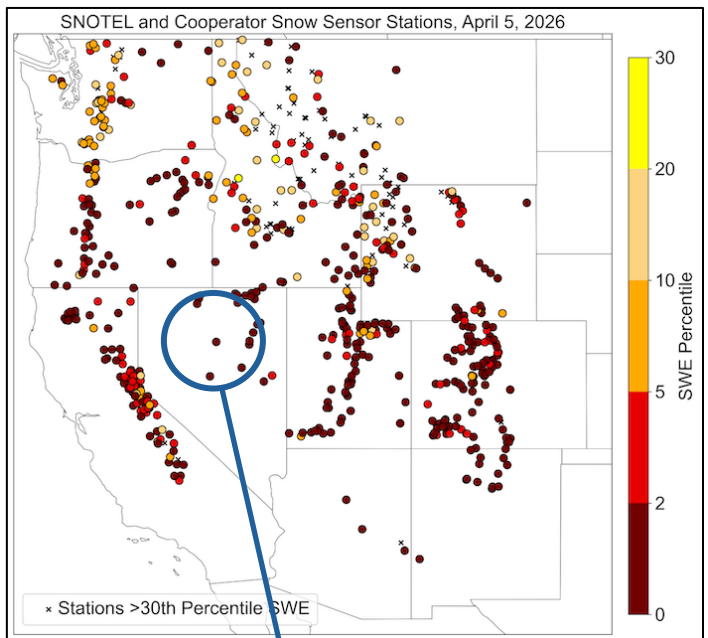 SNOTEL and Cooperator Snow Sensor Stations, April 5, 2026
30
20
10
5
2
0
SWE Percentile
× Stations >30th Percentile SWE